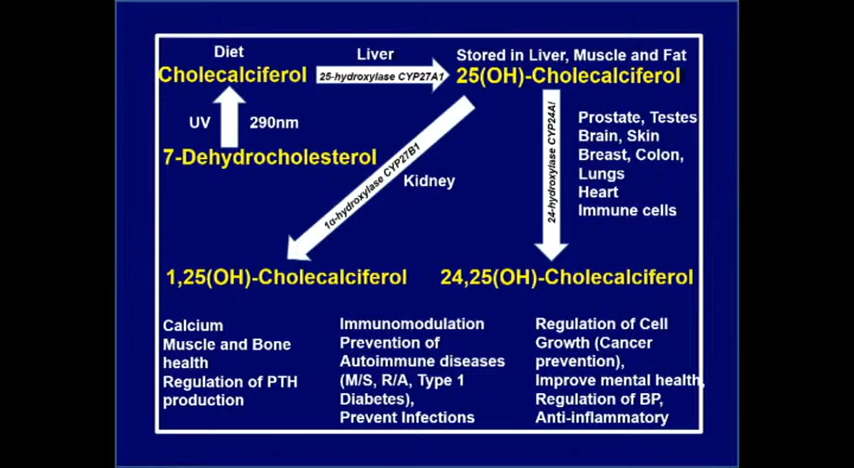 Diet
Cholecalciferol
Liver
25-hydroxylase CYP27A1
Stored in Liver, Muscle and Fat
25(OH)-Cholecalciferol
UV
290nm
7-Dehydrocholesterol
1α-hydroxylase CYP27B1
Kidney
24-hydroxylase CYP24A/
Prostate, Testes
Brain, Skin
Breast, Colon,
Lungs
Heart
Immune cells
1,25(OH)-Cholecalciferol
24,25(OH)-Cholecalciferol
Calcium
Muscle and Bone
health
Regulation of PTH
production
Immunomodulation
Prevention of
Autoimmune diseases
(M/S, R/A, Type 1
Diabetes),
Prevent Infections
Regulation of Cell
Growth (Cancer
prevention),
Improve mental health,
Regulation of BP,
Anti-inflammatory